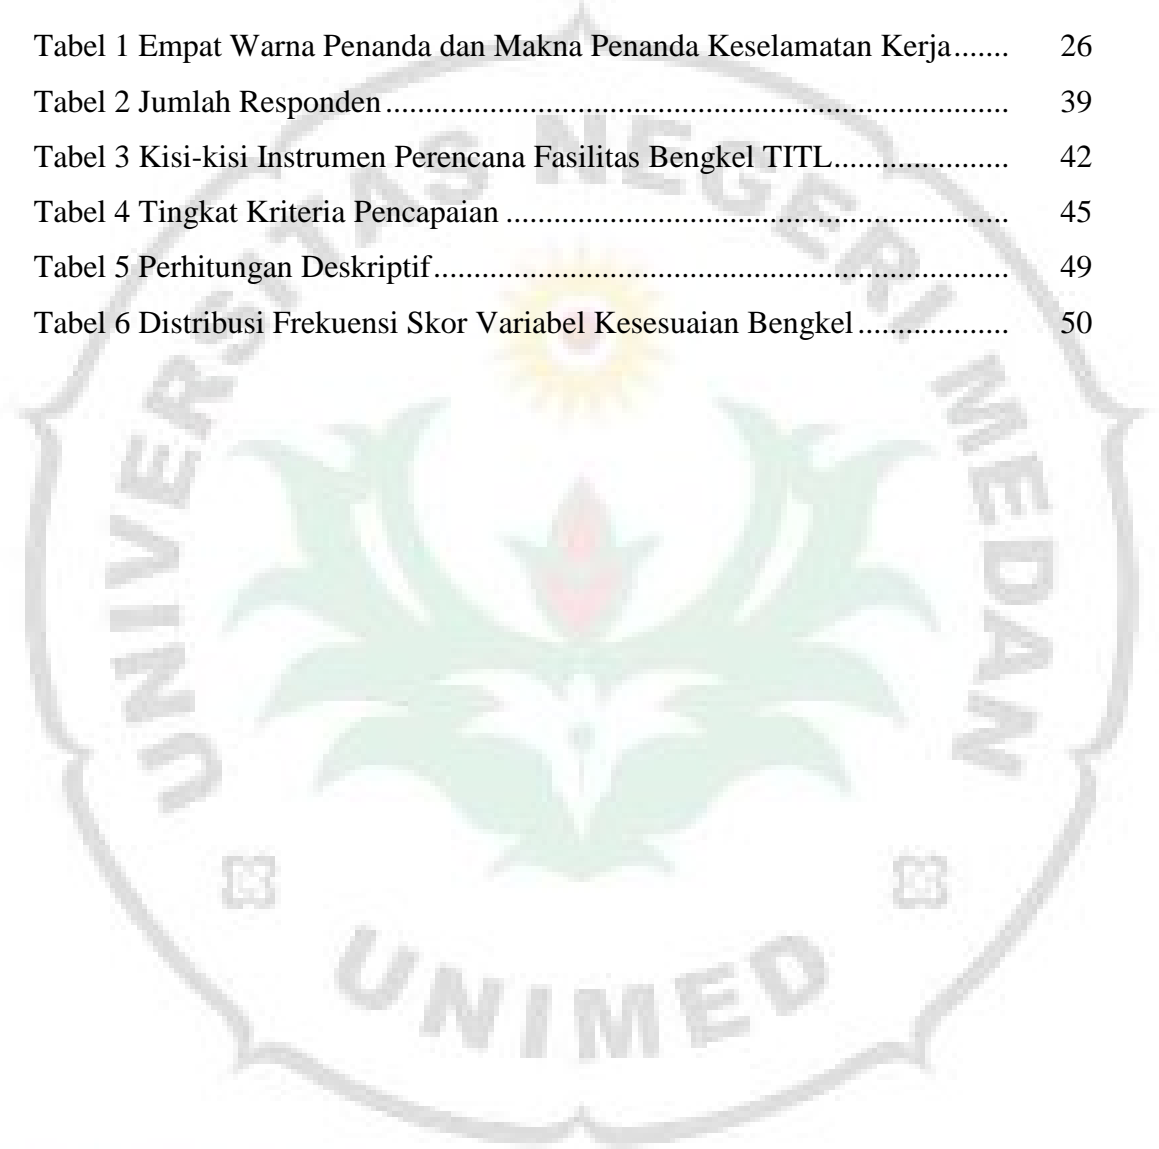 Tabel 1 Empat Warna Penanda dan Makna Penanda Keselamatan Kerja....... 26
Tabel 2 Jumlah Responden.............................................................................. 39
Tabel 3 Kisi-kisi Instrumen Perencana Fasilitas Bengkel TITL...................... 42
Tabel 4 Tingkat Kriteria Pencapaian ............................................................... 45
Tabel 5 Perhitungan Deskriptif........................................................................ 49
Tabel 6 Distribusi Frekuensi Skor Variabel Kesesuaian Bengkel................... 50
UNIVERSITAS NEGERI MEDAN
UNIMED